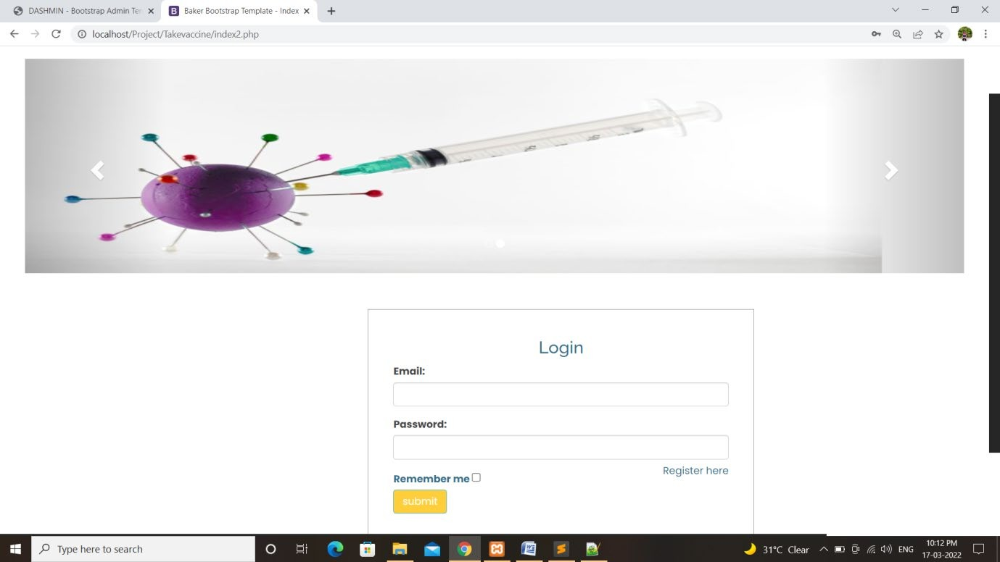 DASHMIN - Bootstrap Admin Te
Baker Bootstrap Template - Index
localhost/Project/Takevaccine/index2.php
Login
Email:
Password:
Register here
Remember me
submit
Type here to search
31°C Clear
ENG
10:12 PM
17-03-2022